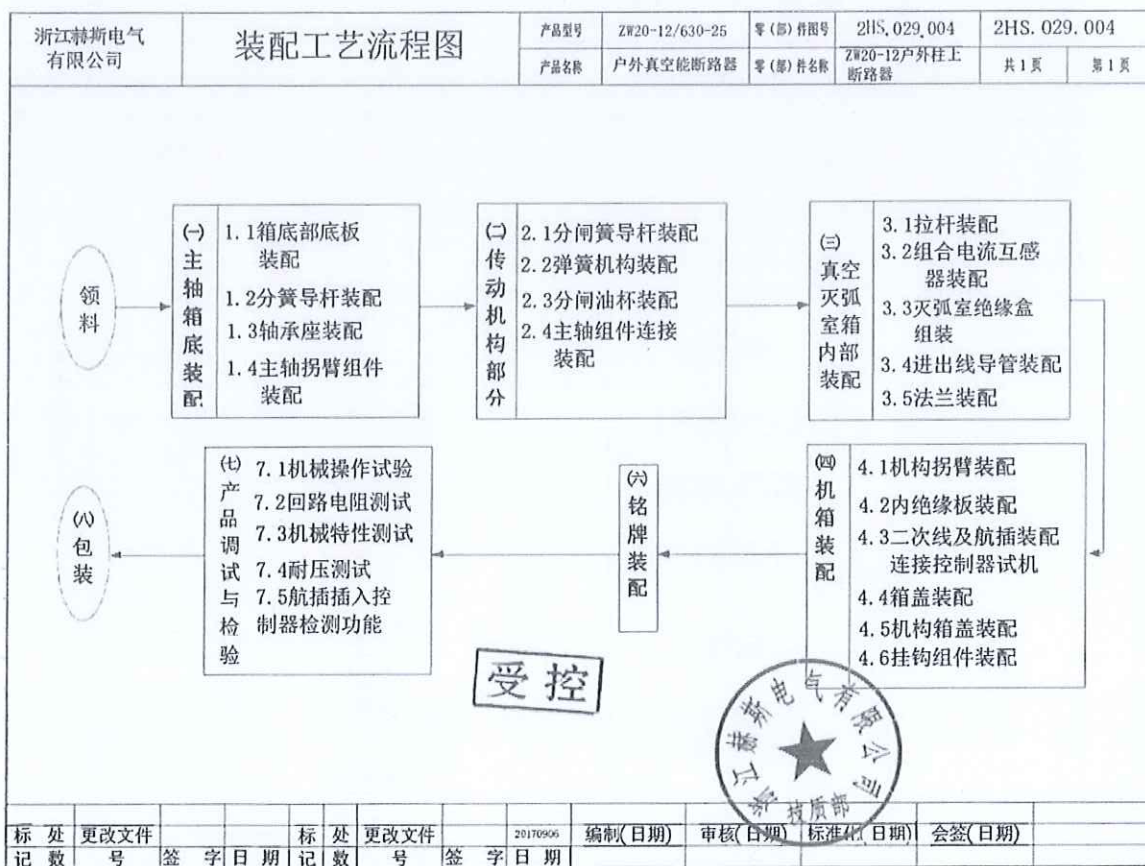 浙江赫斯电气
有限公司
装配工艺流程图
产品型号 ZW20-12/630-25 零(部)件图号 2HS.029.004 2HS.029.004
产品名称 户外真空能断路器 零(部)件名称 ZW20-12户外柱上
断路器
共1页 第1页
领料
㈠主轴箱底装配
1.1箱底部底板
装配
1.2分簧导杆装配
1.3轴承座装配
1.4主轴拐臂组件
装配
㈡传动机构部分
2.1分闸簧导杆装配
2.2弹簧机构装配
2.3分闸油杯装配
2.4主轴组件连接
装配
㈢
真空
灭弧
室箱
内部
装配
3.1拉杆装配
3.2组合电流互感
器装配
3.3灭弧室绝缘盒
组装
3.4进出线导管装配
3.5法兰装配
㈣机箱装配
4.1机构拐臂装配
4.2内绝缘板装配
4.3二次线及航插装配
连接控制器试机
4.4箱盖装配
4.5机构箱盖装配
4.6挂钩组件装配
㈥铭牌装配
㈦产品调试与检验
7.1机械操作试验
7.2回路电阻测试
7.3机械特性测试
7.4耐压测试
7.5航插插入控
制器检测功能
㈧包装
受控
浙江赫斯电气有限公司
技质部
标 处 更改文件 标 处 更改文件 20170906 编制(日期) 审核(日期) 标准化(日期) 会签(日期)
记 数 号 签 字 日 期 记 数 号 签 字 日 期